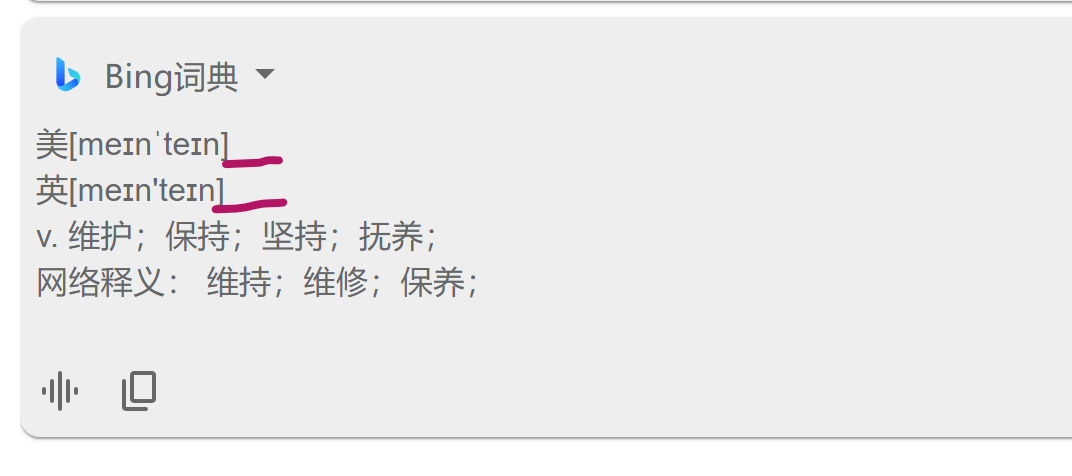 Bing词典
美[meɪnˈteɪn]
英[meɪn'teɪn]
v. 维护；保持；坚持；抚养；
网络释义： 维持；维修；保养；